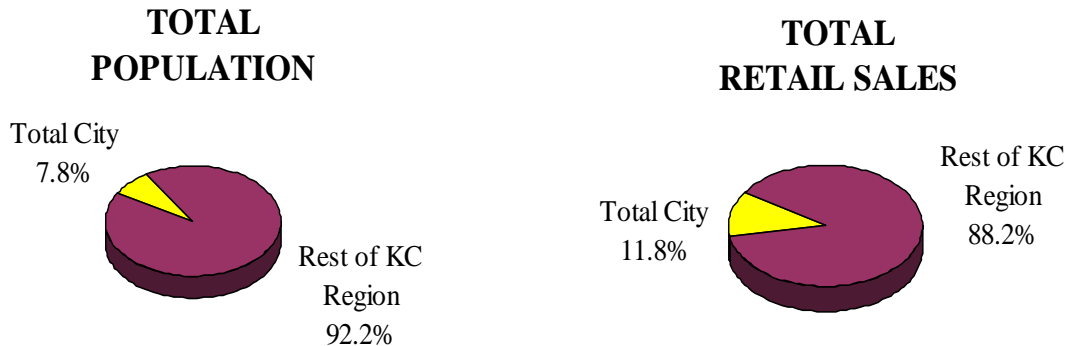 TOTAL
POPULATION
Total City
7.8%
Rest of KC
Region
92.2%
TOTAL
RETAIL SALES
Total City
11.8%
Rest of KC
Region
88.2%